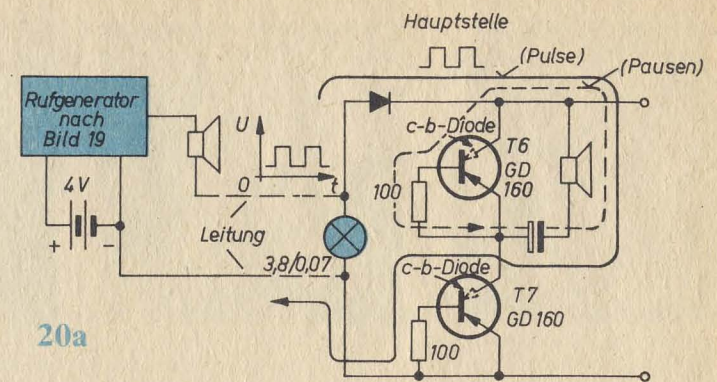 Hauptstelle
(Pulse)
(Pausen)
Rufgenerator
nach
Bild 19
U
c-b-Diode
T6
GD
160
100
4V
+
-
0
t
Leitung
3,8/0,07
c-b-Diode
T7
GD 160
100
20a